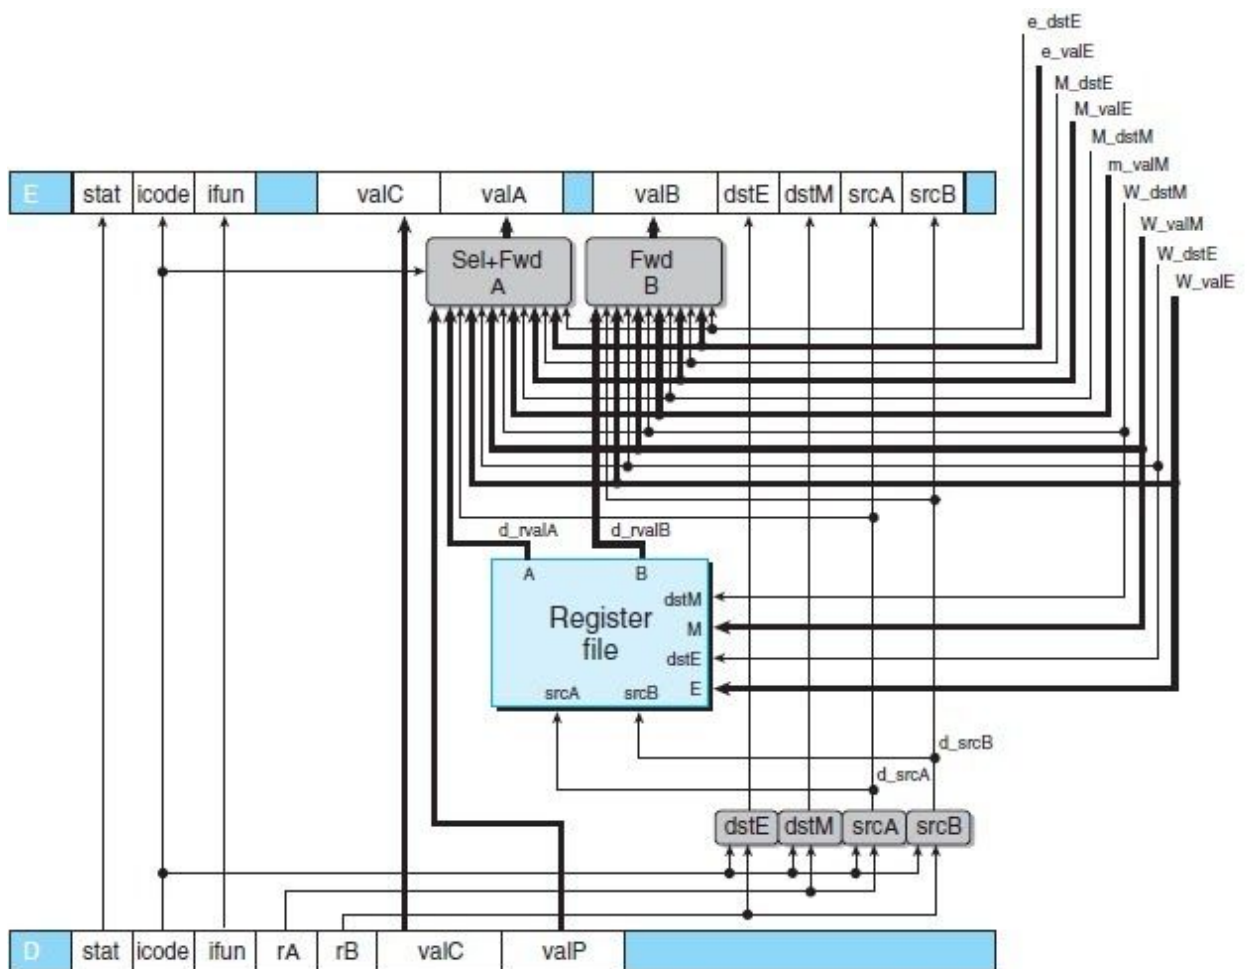 e_dstE
e_valE
M_dstE
M_valE
M_dstM
m_valM
W_dstM
W_valM
W_dstE
W_valE
E stat icode ifun valC valA valB dstE dstM srcA srcB
Sel+Fwd
A
Fwd
B
d_rvalA
d_rvalB
A B
dstM
Register
file
M
dstE
E
srcA srcB
d_srcB
d_srcA
dstE dstM srcA srcB
D stat icode ifun rA rB valC valP